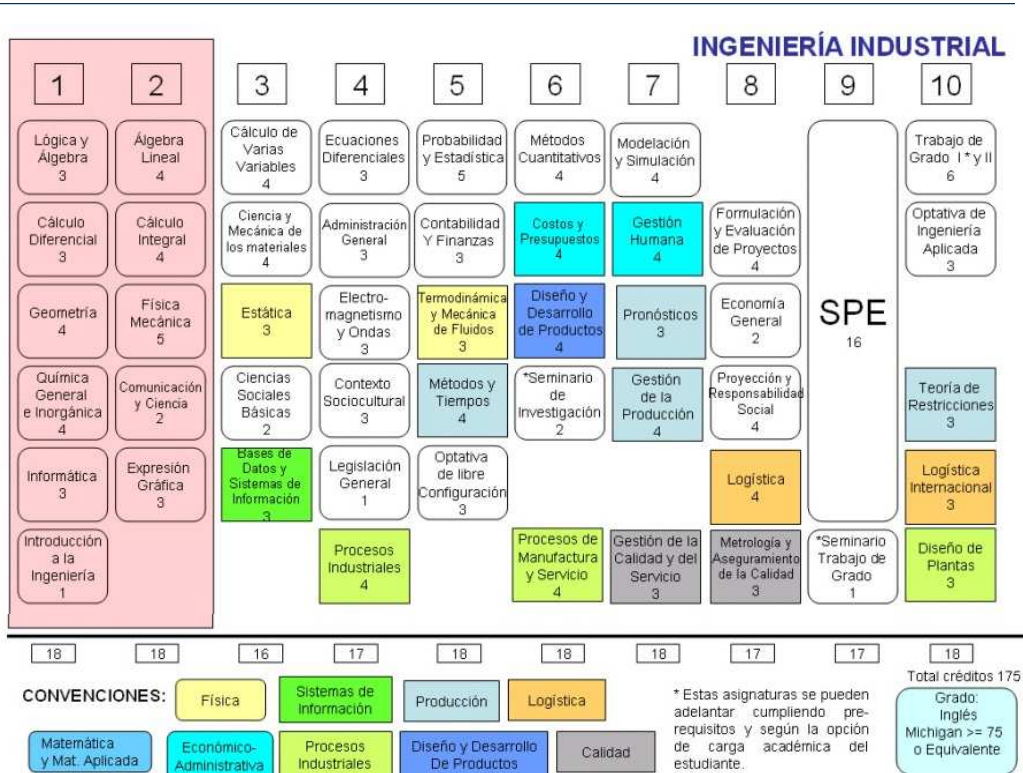 INGENIERÍA INDUSTRIAL
1
2
3
4
5
6
7
8
9
10
Lógica y
Álgebra
3
Álgebra
Lineal
4
Cálculo de
Varias
Variables
4
Ecuaciones
Diferenciales
3
Probabilidad
y Estadística
5
Métodos
Cuantitativos
4
Modelación
y Simulación
4
Trabajo de
Grado I * y II
6
Cálculo
Diferencial
3
Cálculo
Integral
4
Ciencia y
Mecánica de
los materiales
4
Administración
General
3
Contabilidad
Y Finanzas
3
Costos y
Presupuestos
4
Gestión
Humana
4
Formulación
y Evaluación
de Proyectos
4
Optativa de
Ingeniería
Aplicada
3
Geometría
4
Física
Mecánica
5
Estática
3
Electro-
magnetismo
y Ondas
3
Termodinámica
y Mecánica
de Fluidos
3
Diseño y
Desarrollo
de Productos
4
Pronósticos
3
Economía
General
2
SPE
16
Química
General
e Inorgánica
4
Comunicación
y Ciencia
2
Ciencias
Sociales
Básicas
2
Contexto
Sociocultural
3
Métodos y
Tiempos
4
*Seminario
de
Investigación
2
Gestión
de la
Producción
4
Proyección y
Responsabilidad
Social
4
Teoría de
Restricciones
3
Informática
3
Expresión
Gráfica
3
Bases de
Datos y
Sistemas de
Información
3
Legislación
General
1
Optativa
de libre
Configuración
3
Logística
4
Logística
Internacional
3
Introducción
a la
Ingeniería
1
Procesos
Industriales
4
Procesos de
Manufactura
y Servicio
4
Gestión de la
Calidad y del
Servicio
3
Metrología y
Aseguramiento
de la Calidad
3
*Seminario
Trabajo de
Grado
1
Diseño de
Plantas
3
18
18
16
17
18
18
18
17
17
18
Total créditos 175
CONVENCIONES:
Física
Sistemas de
Información
Producción
Logística
Matemática
y Mat. Aplicada
Económico-
Administrativa
Procesos
Industriales
Diseño y Desarrollo
De Productos
Calidad
* Estas asignaturas se pueden
adelantar cumpliendo pre-
requisitos y según la opción
de carga académica del
estudiante.
Grado:
Inglés
Michigan >= 75
o Equivalente